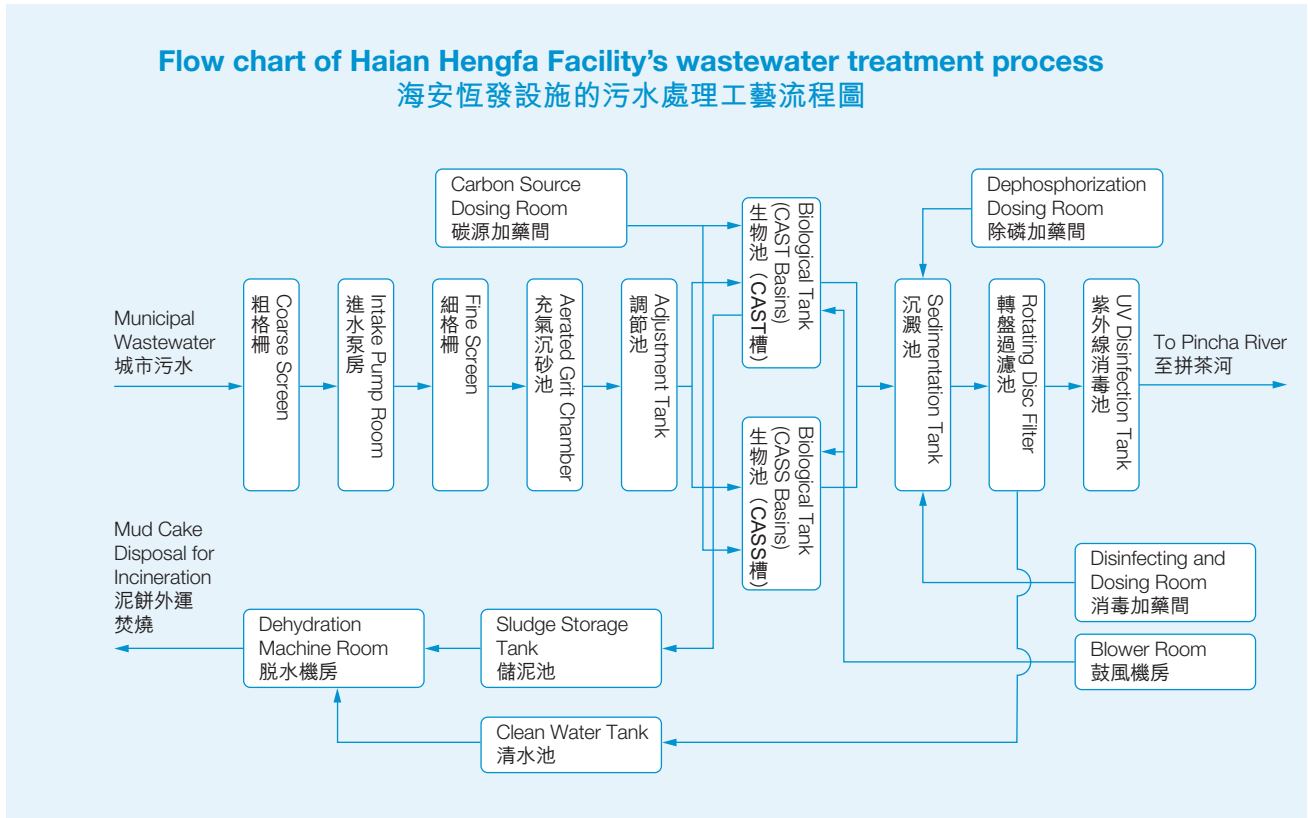 Flow chart of Haian Hengfa Facility's wastewater treatment process
海安恆發設施的污水處理工藝流程圖
Carbon Source
Dosing Room
碳源加藥間
Dephosphorization
Dosing Room
除磷加藥間
Municipal
Wastewater
城市污水
Coarse Screen
粗格柵
Intake Pump Room
進水泵房
Fine Screen
細格柵
Aerated Grit Chamber
充氣沉砂池
Adjustment Tank
調節池
Biological Tank
(CAST Basins)
生物池（CAST槽）
Biological Tank
(CASS Basins)
生物池（CASS槽）
Sedimentation Tank
沉澱池
Rotating Disc Filter
轉盤過濾池
UV Disinfection Tank
紫外線消毒池
To Pincha River
至拼茶河
Mud Cake
Disposal for
Incineration
泥餅外運
焚燒
Dehydration
Machine Room
脱水機房
Sludge Storage
Tank
儲泥池
Clean Water Tank
清水池
Disinfecting and
Dosing Room
消毒加藥間
Blower Room
鼓風機房